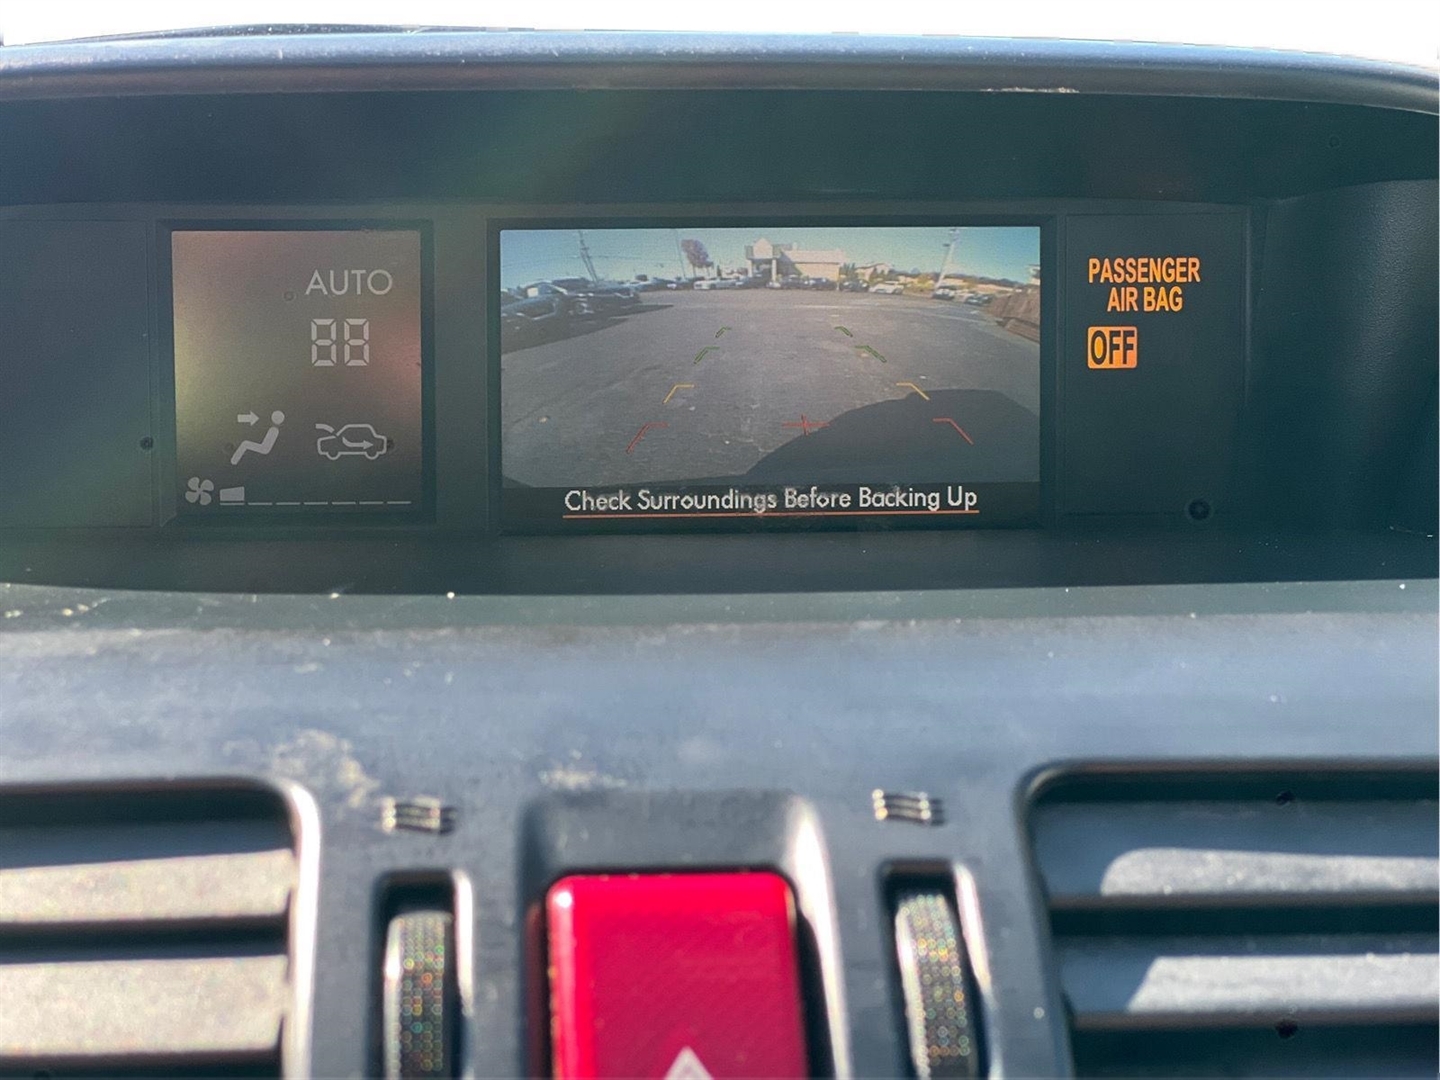 AUTO
88
PASSENGER
AIR BAG
OFF
Check Surroundings Before Backing Up